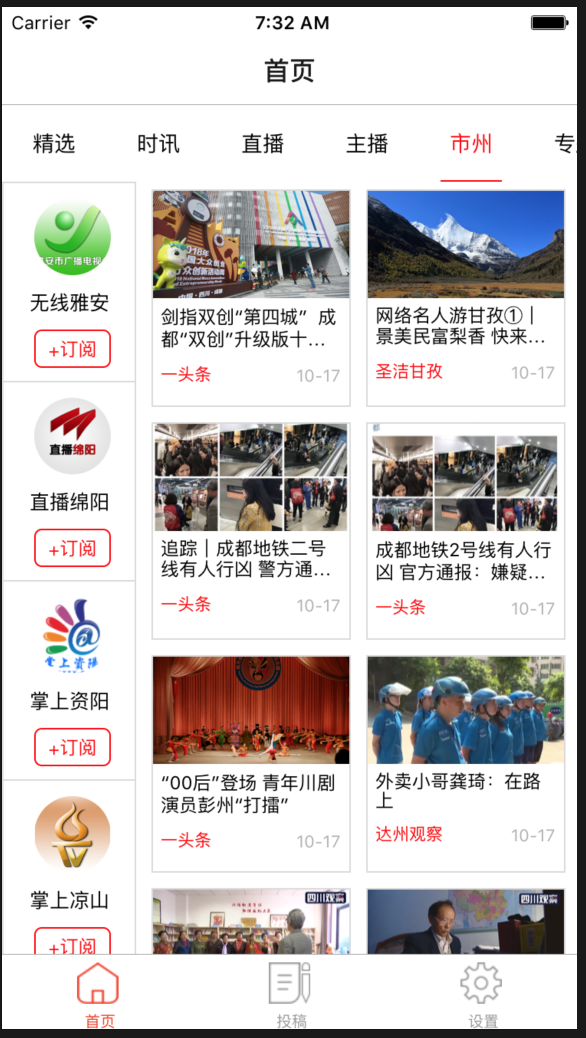 Carrier 7:32 AM
首页
精选 时讯 直播 主播 市州 专
安市广播电视
无线雅安
+订阅
直播绵阳
直播绵阳
+订阅
掌上资阳
掌上资阳
+订阅
掌上凉山
+订阅
2018年
剑指双创“第四城” 成
都“双创”升级版十...
一头条 10-17
网络名人游甘孜①｜
景美民富梨香 快来...
圣洁甘孜 10-17
追踪｜成都地铁二号
线有人行凶 警方通...
一头条 10-17
成都地铁2号线有人行
凶 官方通报：嫌疑...
一头条 10-17
“00后”登场 青年川剧
演员彭州“打擂”
一头条 10-17
外卖小哥龚琦：在路
上
达州观察 10-17
四川观察
四川观察
首页 投稿 设置